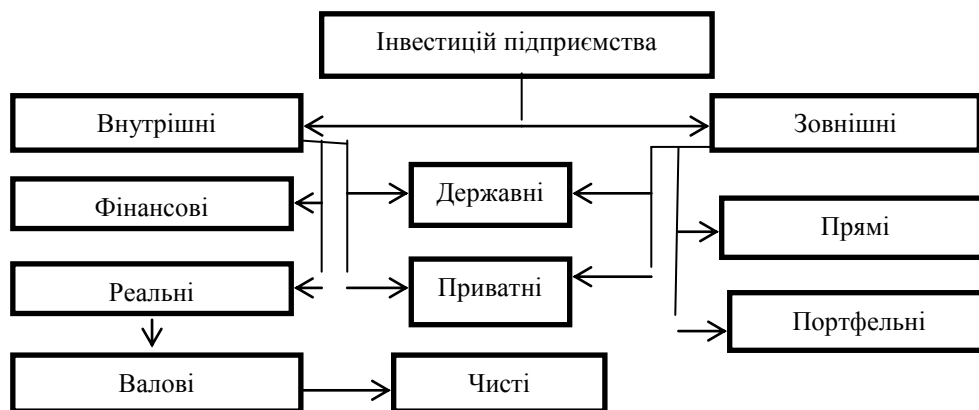 Інвестицій підприємства
Внутрішні
Зовнішні
Фінансові
Державні
Прямі
Реальні
Приватні
Портфельні
Валові
Чисті